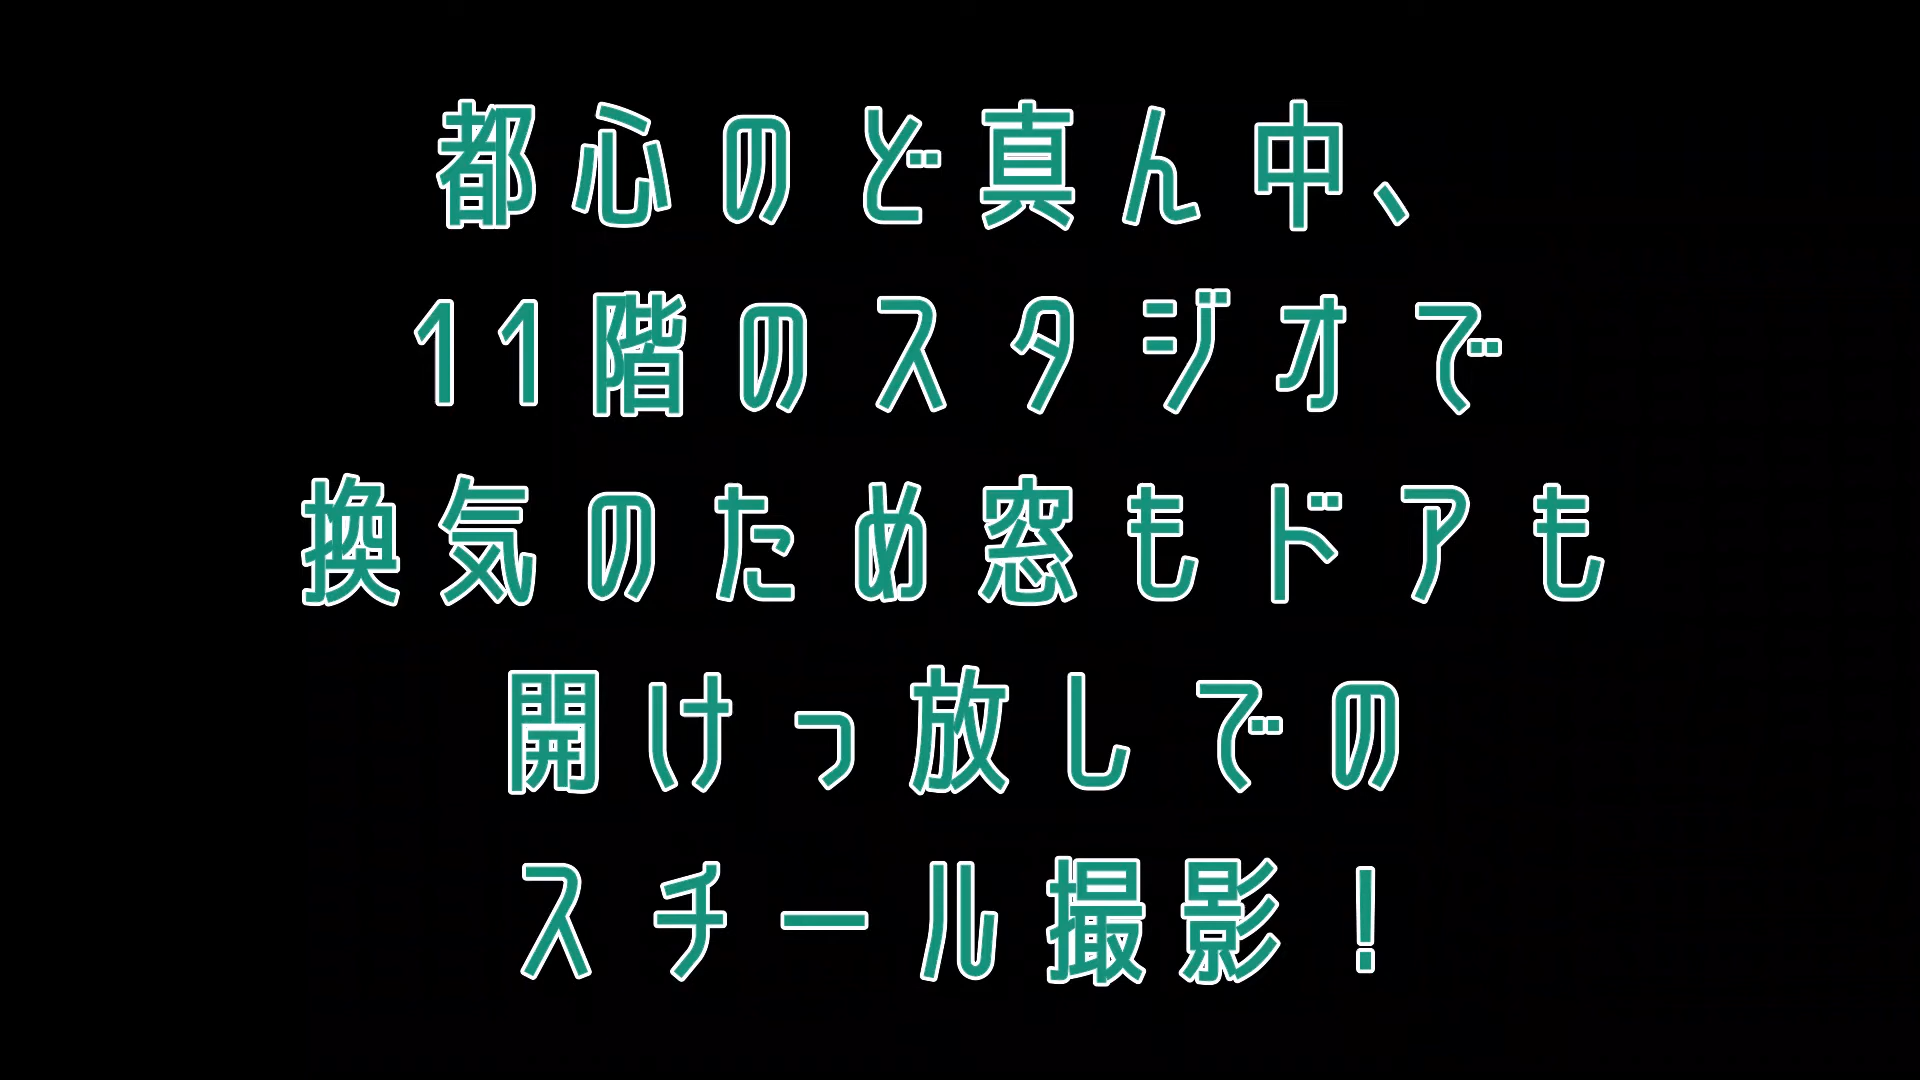 都心のど真ん中、
11階のスタジオで
換気のため窓もドアも
開けっ放しでの
スチール撮影！